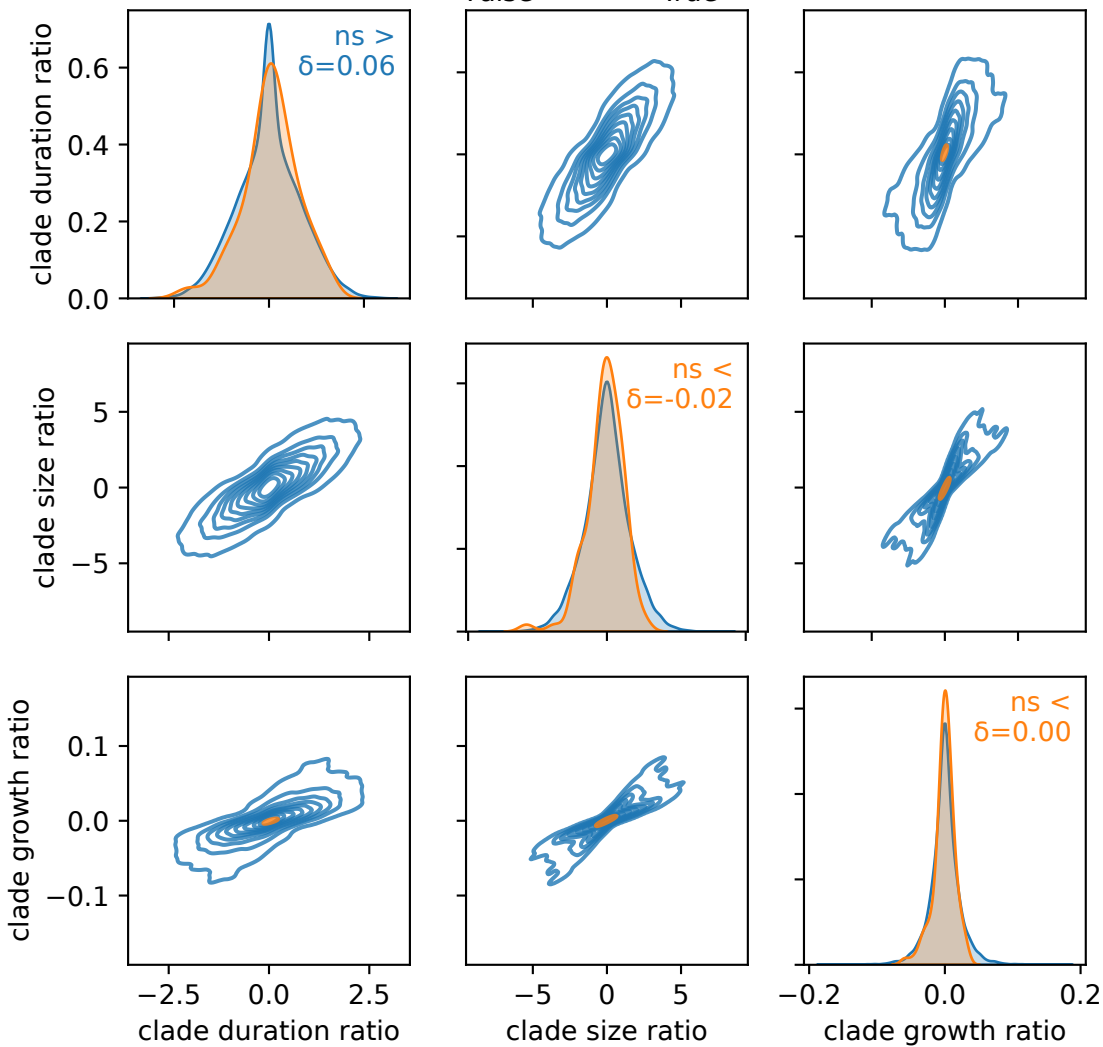 False True
clade duration ratio
0.6
0.4
0.2
0.0
ns >
δ=0.06
clade size ratio
5
0
−5
ns <
δ=-0.02
clade growth ratio
0.1
0.0
−0.1
ns <
δ=0.00
−2.5 0.0 2.5
−5 0 5
−0.2 0.0 0.2
clade duration ratio
clade size ratio
clade growth ratio